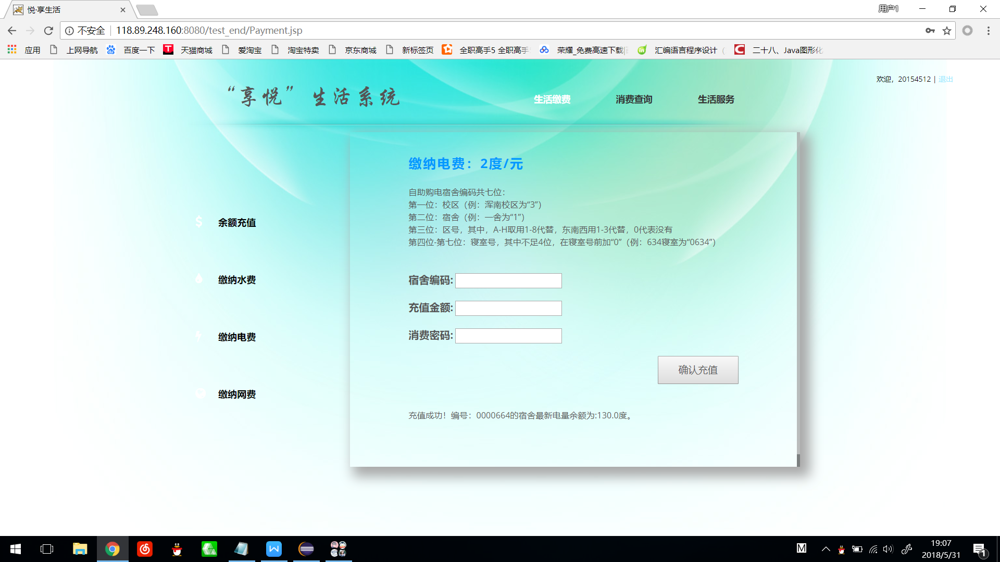 悦·享生活
用户1
不安全 118.89.248.160:8080/test_end/Payment.jsp
应用 上网导航 百度一下 天猫商城 爱淘宝 淘宝特卖 京东商城 新标签页 全职高手5 全职高手 荣耀_免费高速下载 汇编语言程序设计 （ 二十八、Java图形化
欢迎，20154512 | 退出
“享悦”生活系统
生活缴费 消费查询 生活服务
缴纳电费：2度/元
自助购电宿舍编码共七位：
第一位：校区（例：浑南校区为“3”）
第二位：宿舍（例：一舍为“1”）
第三位：区号，其中，A-H取用1-8代替，东南西用1-3代替，0代表没有
第四位-第七位：寝室号，其中不足4位，在寝室号前加“0”（例：634寝室为“0634”）
余额充值
缴纳水费
缴纳电费
缴纳网费
宿舍编码:
充值金额:
消费密码:
确认充值
充值成功！编号：0000664的宿舍最新电量余额为:130.0度。
M
19:07
2018/5/31
1